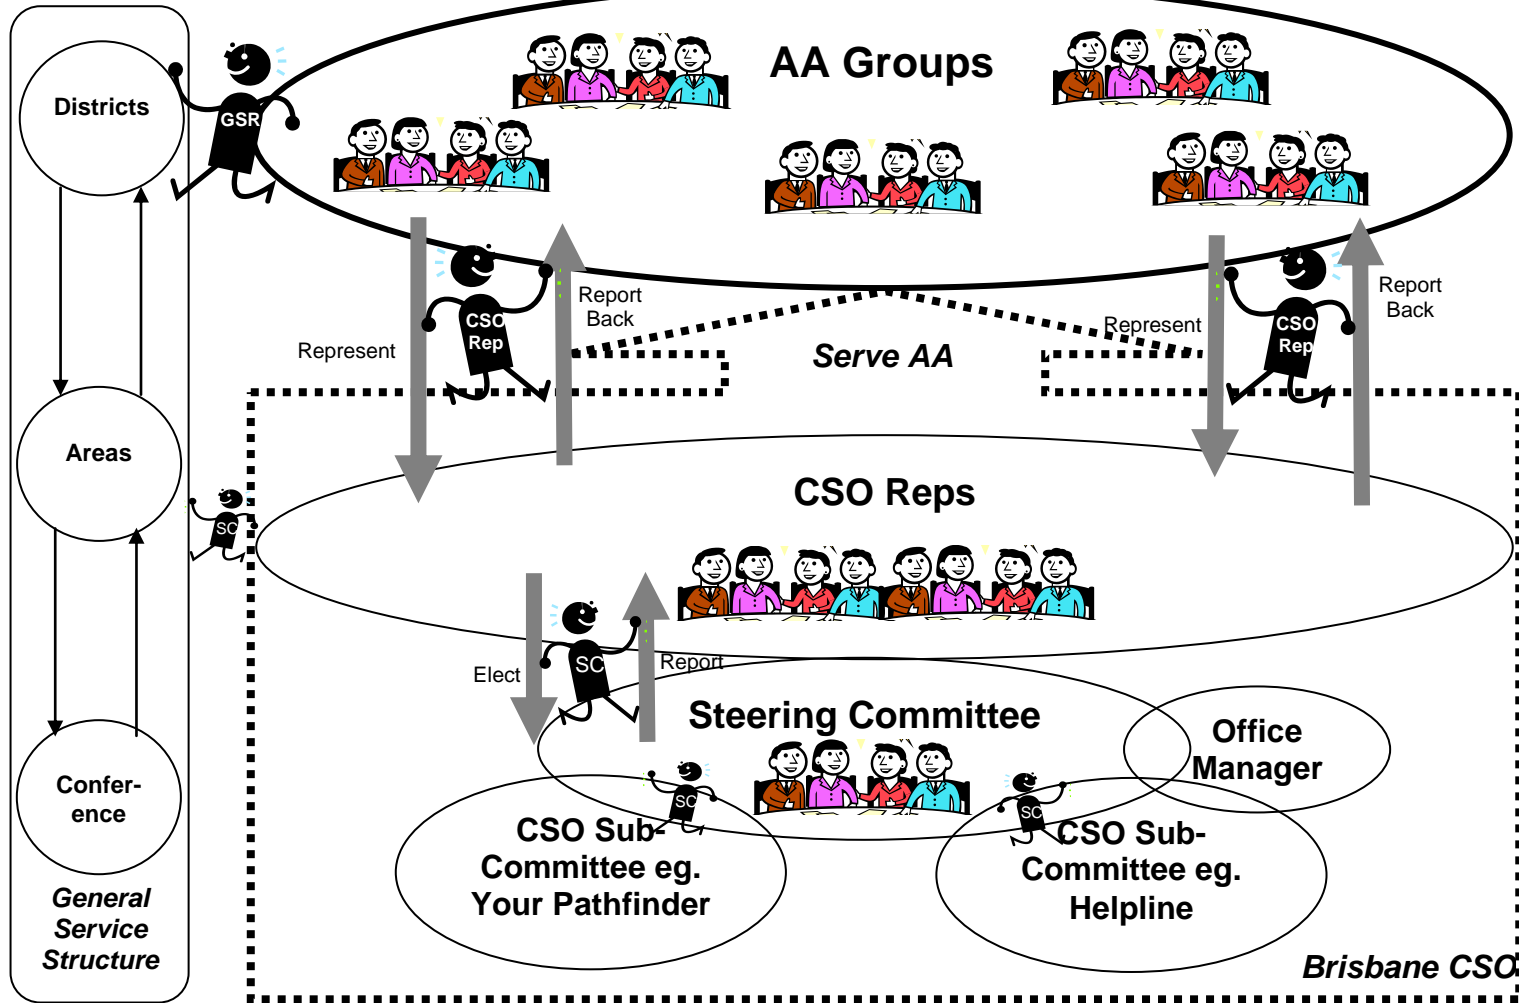 AA Groups
Districts
GSR
Report
Back
CSO
Rep
Represent
Serve AA
Represent
CSO
Rep
Report
Back
Areas
CSO Reps
SC
Elect
SC
Report
Steering Committee
Office
Manager
Confer-
ence
SC
SC
CSO Sub-
Committee eg.
Your Pathfinder
CSO Sub-
Committee eg.
Helpline
General
Service
Structure
Brisbane CSO